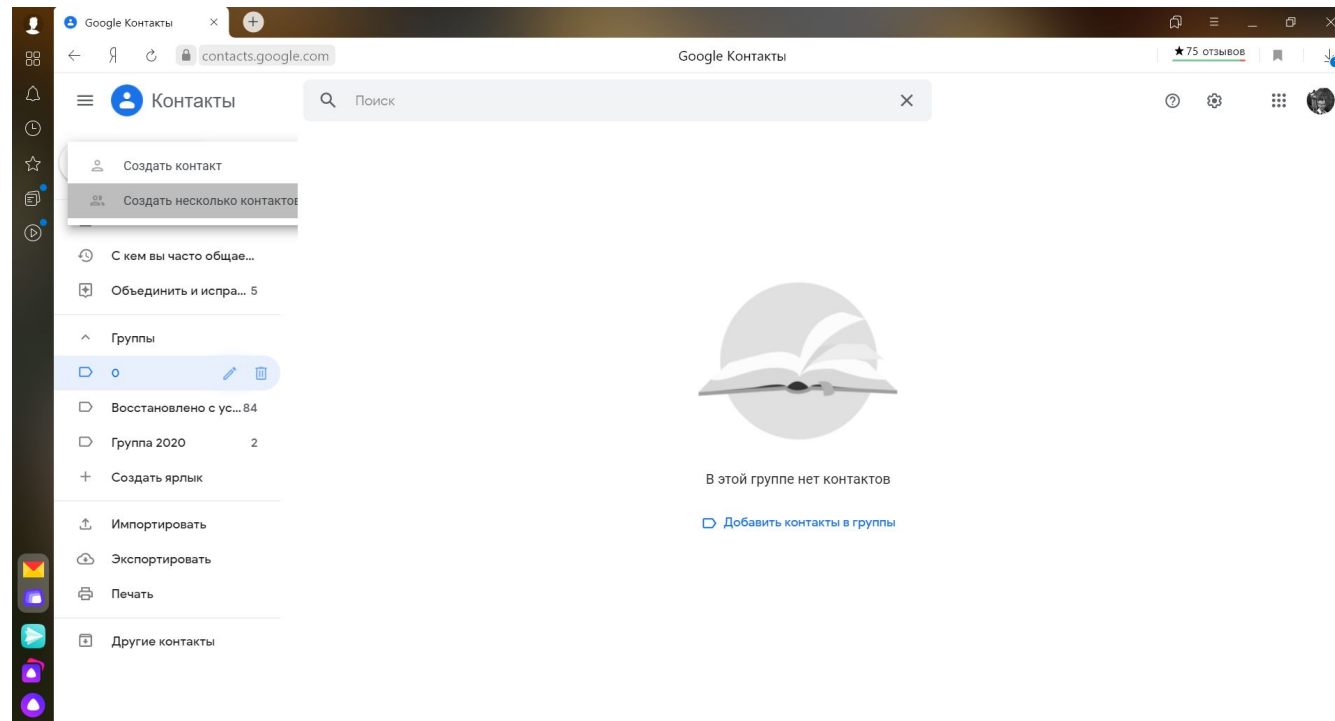 Google Контакты
Я contacts.google.com Google Контакты ★75 отзывов
Контакты Поиск
Создать контакт
Создать несколько контактов
С кем вы часто общае...
Объединить и испра... 5
Группы
0
Восстановлено с ус... 84
Группа 2020 2
Создать ярлык
В этой группе нет контактов
Импортировать
Добавить контакты в группы
Экспортировать
Печать
Другие контакты